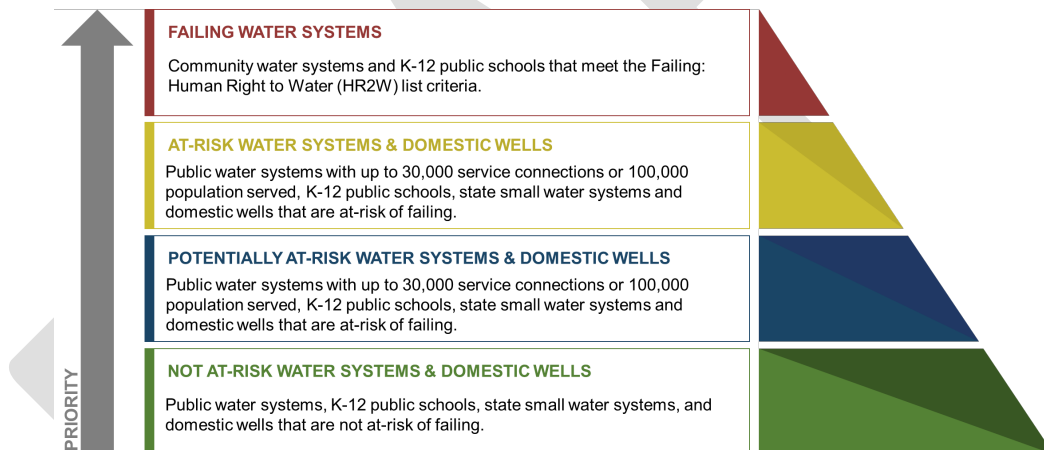 FAILING WATER SYSTEMS
Community water systems and K-12 public schools that meet the Failing:
Human Right to Water (HR2W) list criteria.
AT-RISK WATER SYSTEMS & DOMESTIC WELLS
Public water systems with up to 30,000 service connections or 100,000
population served, K-12 public schools, state small water systems and
domestic wells that are at-risk of failing.
POTENTIALLY AT-RISK WATER SYSTEMS & DOMESTIC WELLS
Public water systems with up to 30,000 service connections or 100,000
population served, K-12 public schools, state small water systems and
domestic wells that are at-risk of failing.
NOT AT-RISK WATER SYSTEMS & DOMESTIC WELLS
Public water systems, K-12 public schools, state small water systems, and
domestic wells that are not at-risk of failing.
PRIORITY